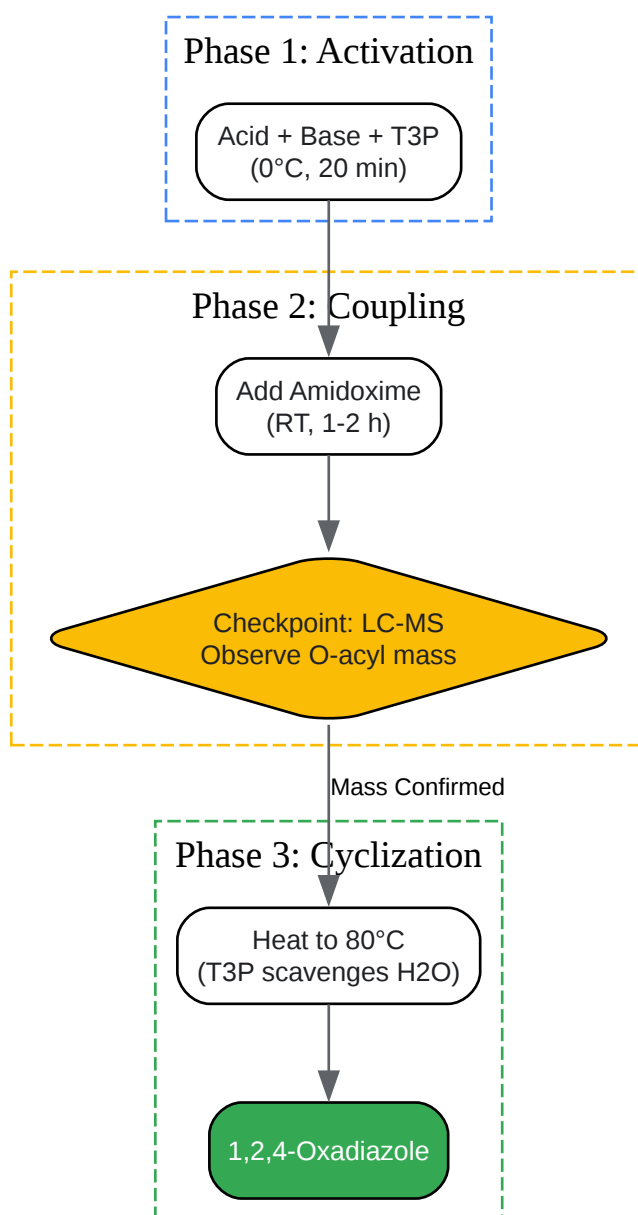 Phase 1: Activation
Acid + Base + T3P
(0°C, 20 min)
Phase 2: Coupling
Add Amidoxime
(RT, 1-2 h)
Checkpoint: LC-MS
Observe O-acyl mass
Mass Confirmed
Phase 3: Cyclization
Heat to 80°C
(T3P scavenges H2O)
1,2,4-Oxadiazole